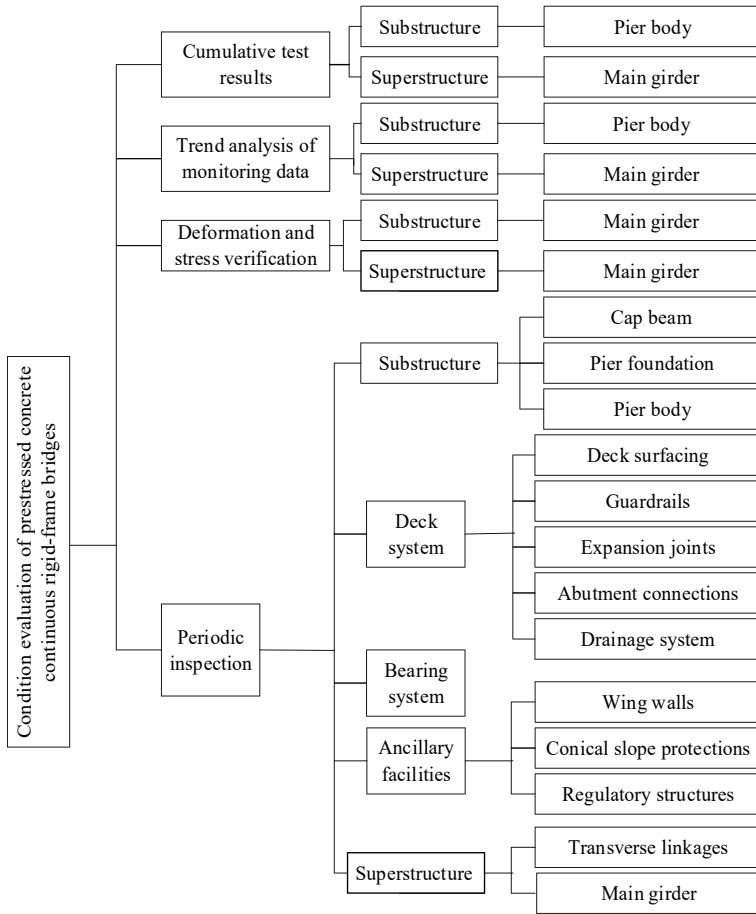 Condition evaluation of prestressed concrete
continuous rigid-frame bridges
Cumulative test
results
Substructure
Pier body
Superstructure
Main girder
Trend analysis of
monitoring data
Substructure
Pier body
Superstructure
Main girder
Deformation and
stress verification
Substructure
Main girder
Superstructure
Main girder
Periodic
inspection
Substructure
Cap beam
Pier foundation
Pier body
Deck
system
Deck surfacing
Guardrails
Expansion joints
Abutment connections
Drainage system
Bearing
system
Ancillary
facilities
Wing walls
Conical slope protections
Regulatory structures
Superstructure
Transverse linkages
Main girder